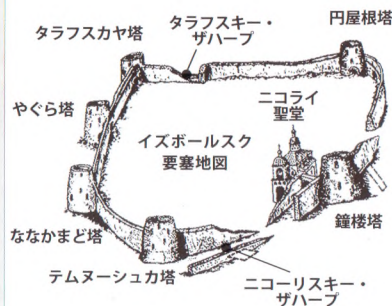 タラフスキー・
ザハーブ
円屋根塔
タラフスカヤ塔
やぐら塔
ニコライ
聖堂
イズボールスク
要塞地図
ななかまど塔
鐘楼塔
テムヌーシュカ塔
ニコーリスキー・
ザハーブ